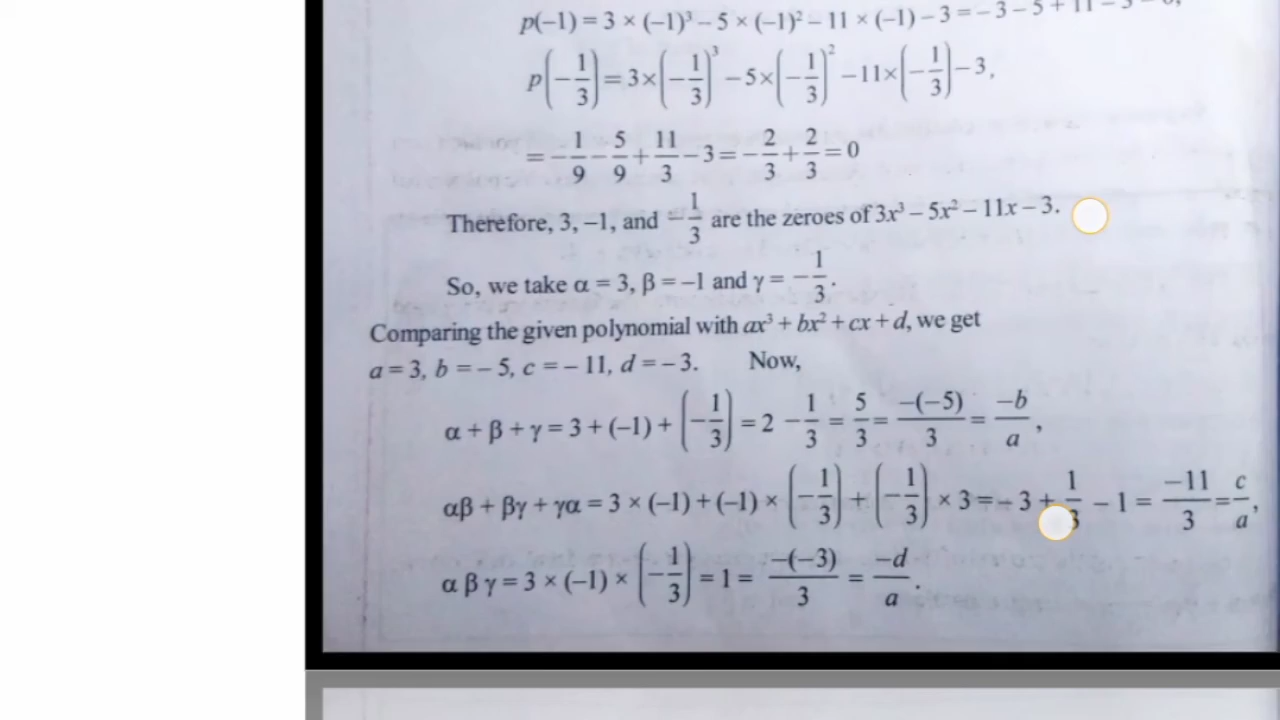 p(–1) = 3 × (–1)³ – 5 × (–1)² – 11 × (–1) – 3 = – 3 – 5 + 11 – 3
p(–1/3) = 3 × (–1/3)³ – 5 × (–1/3)² – 11 × (–1/3) – 3,
= –1/9 – 5/9 + 11/3 – 3 = –2/3 + 2/3 = 0
Therefore, 3, –1, and –1/3 are the zeroes of 3x³ – 5x² – 11x – 3.
So, we take α = 3, β = –1 and γ = –1/3.
Comparing the given polynomial with ax³ + bx² + cx + d, we get
a = 3, b = – 5, c = – 11, d = – 3. Now,
α + β + γ = 3 + (–1) + (–1/3) = 2 – 1/3 = 5/3 = –(–5)/3 = –b/a,
αβ + βγ + γα = 3 × (–1) + (–1) × (–1/3) + (–1/3) × 3 = – 3 + 1/3 – 1 = –11/3 = c/a,
α β γ = 3 × (–1) × (–1/3) = 1 = –(–3)/3 = –d/a.